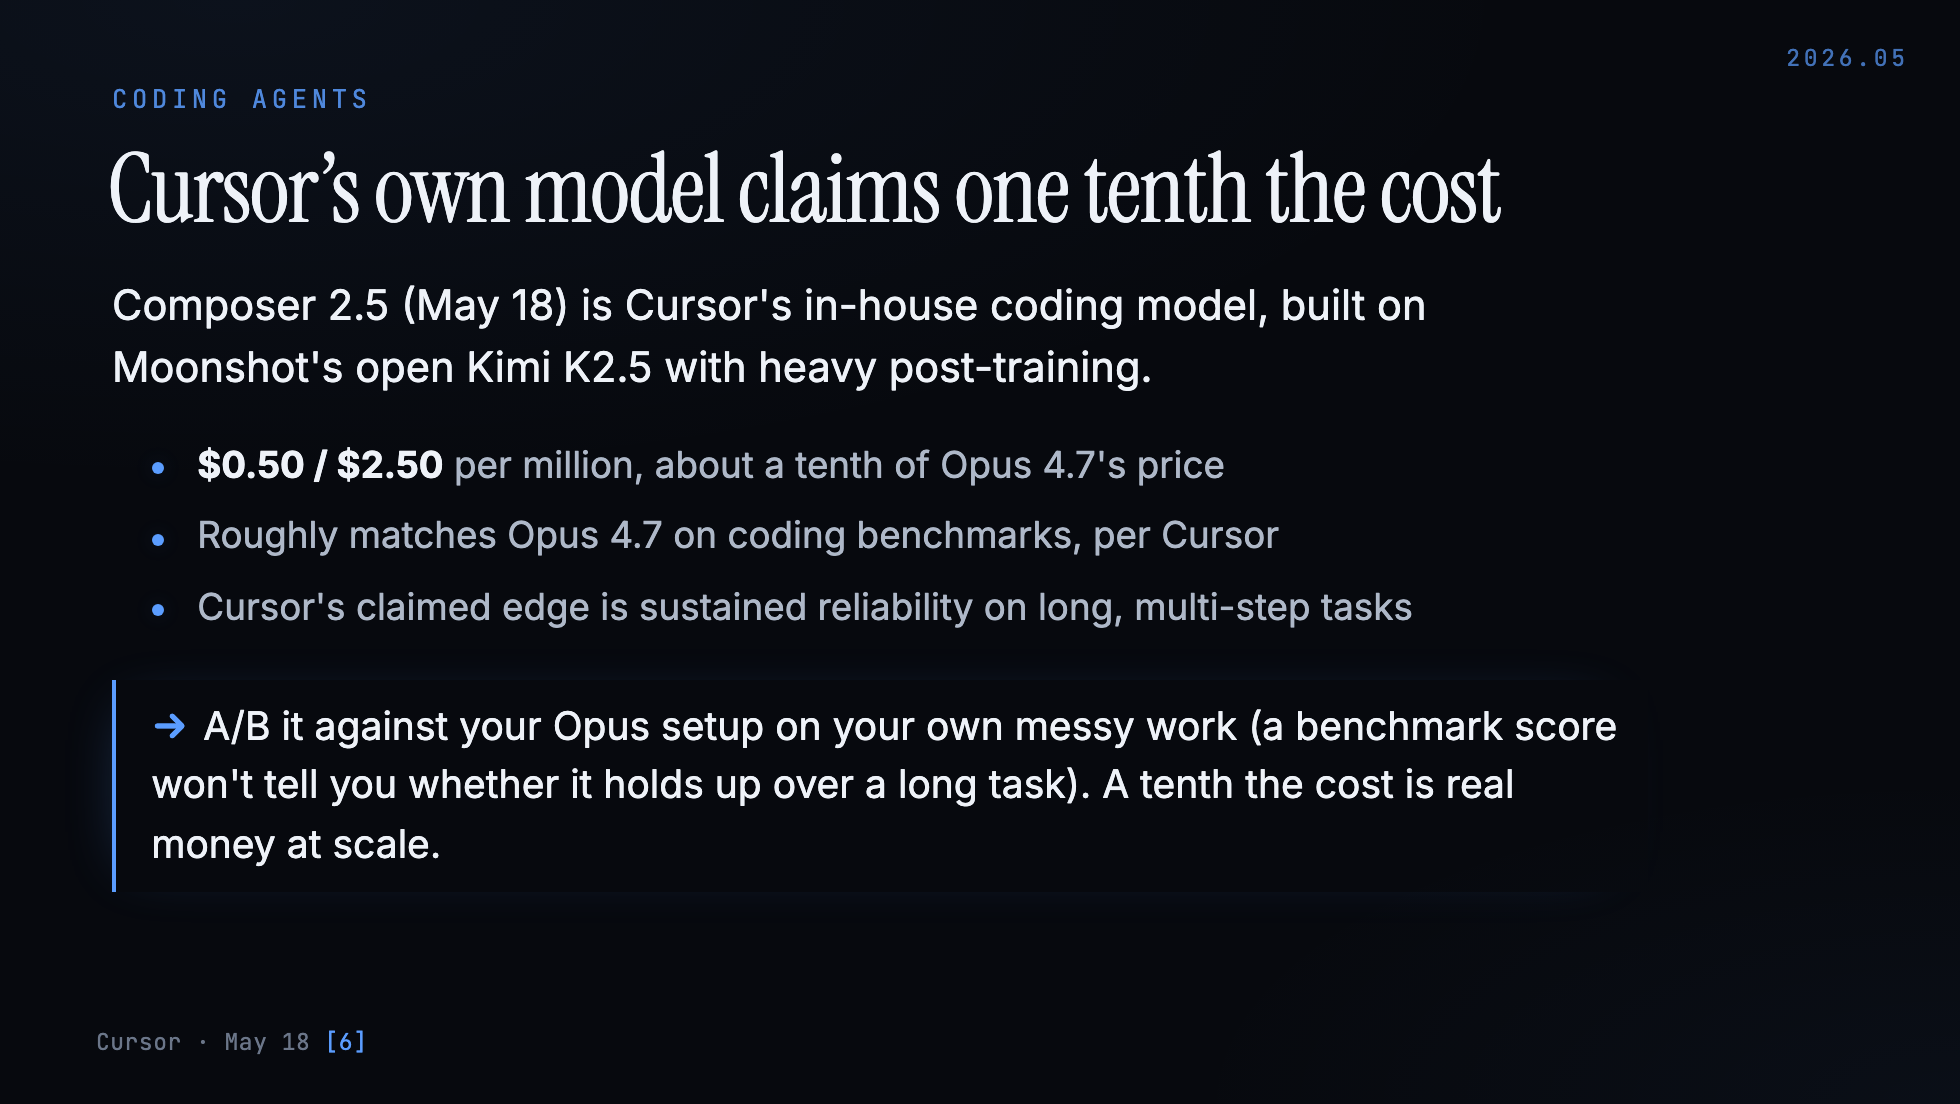 2026.05
CODING AGENTS
Cursor’s own model claims one tenth the cost
Composer 2.5 (May 18) is Cursor's in-house coding model, built on
Moonshot's open Kimi K2.5 with heavy post-training.
• $0.50 / $2.50 per million, about a tenth of Opus 4.7's price
• Roughly matches Opus 4.7 on coding benchmarks, per Cursor
• Cursor's claimed edge is sustained reliability on long, multi-step tasks
→ A/B it against your Opus setup on your own messy work (a benchmark score
won't tell you whether it holds up over a long task). A tenth the cost is real
money at scale.
Cursor · May 18 [6]